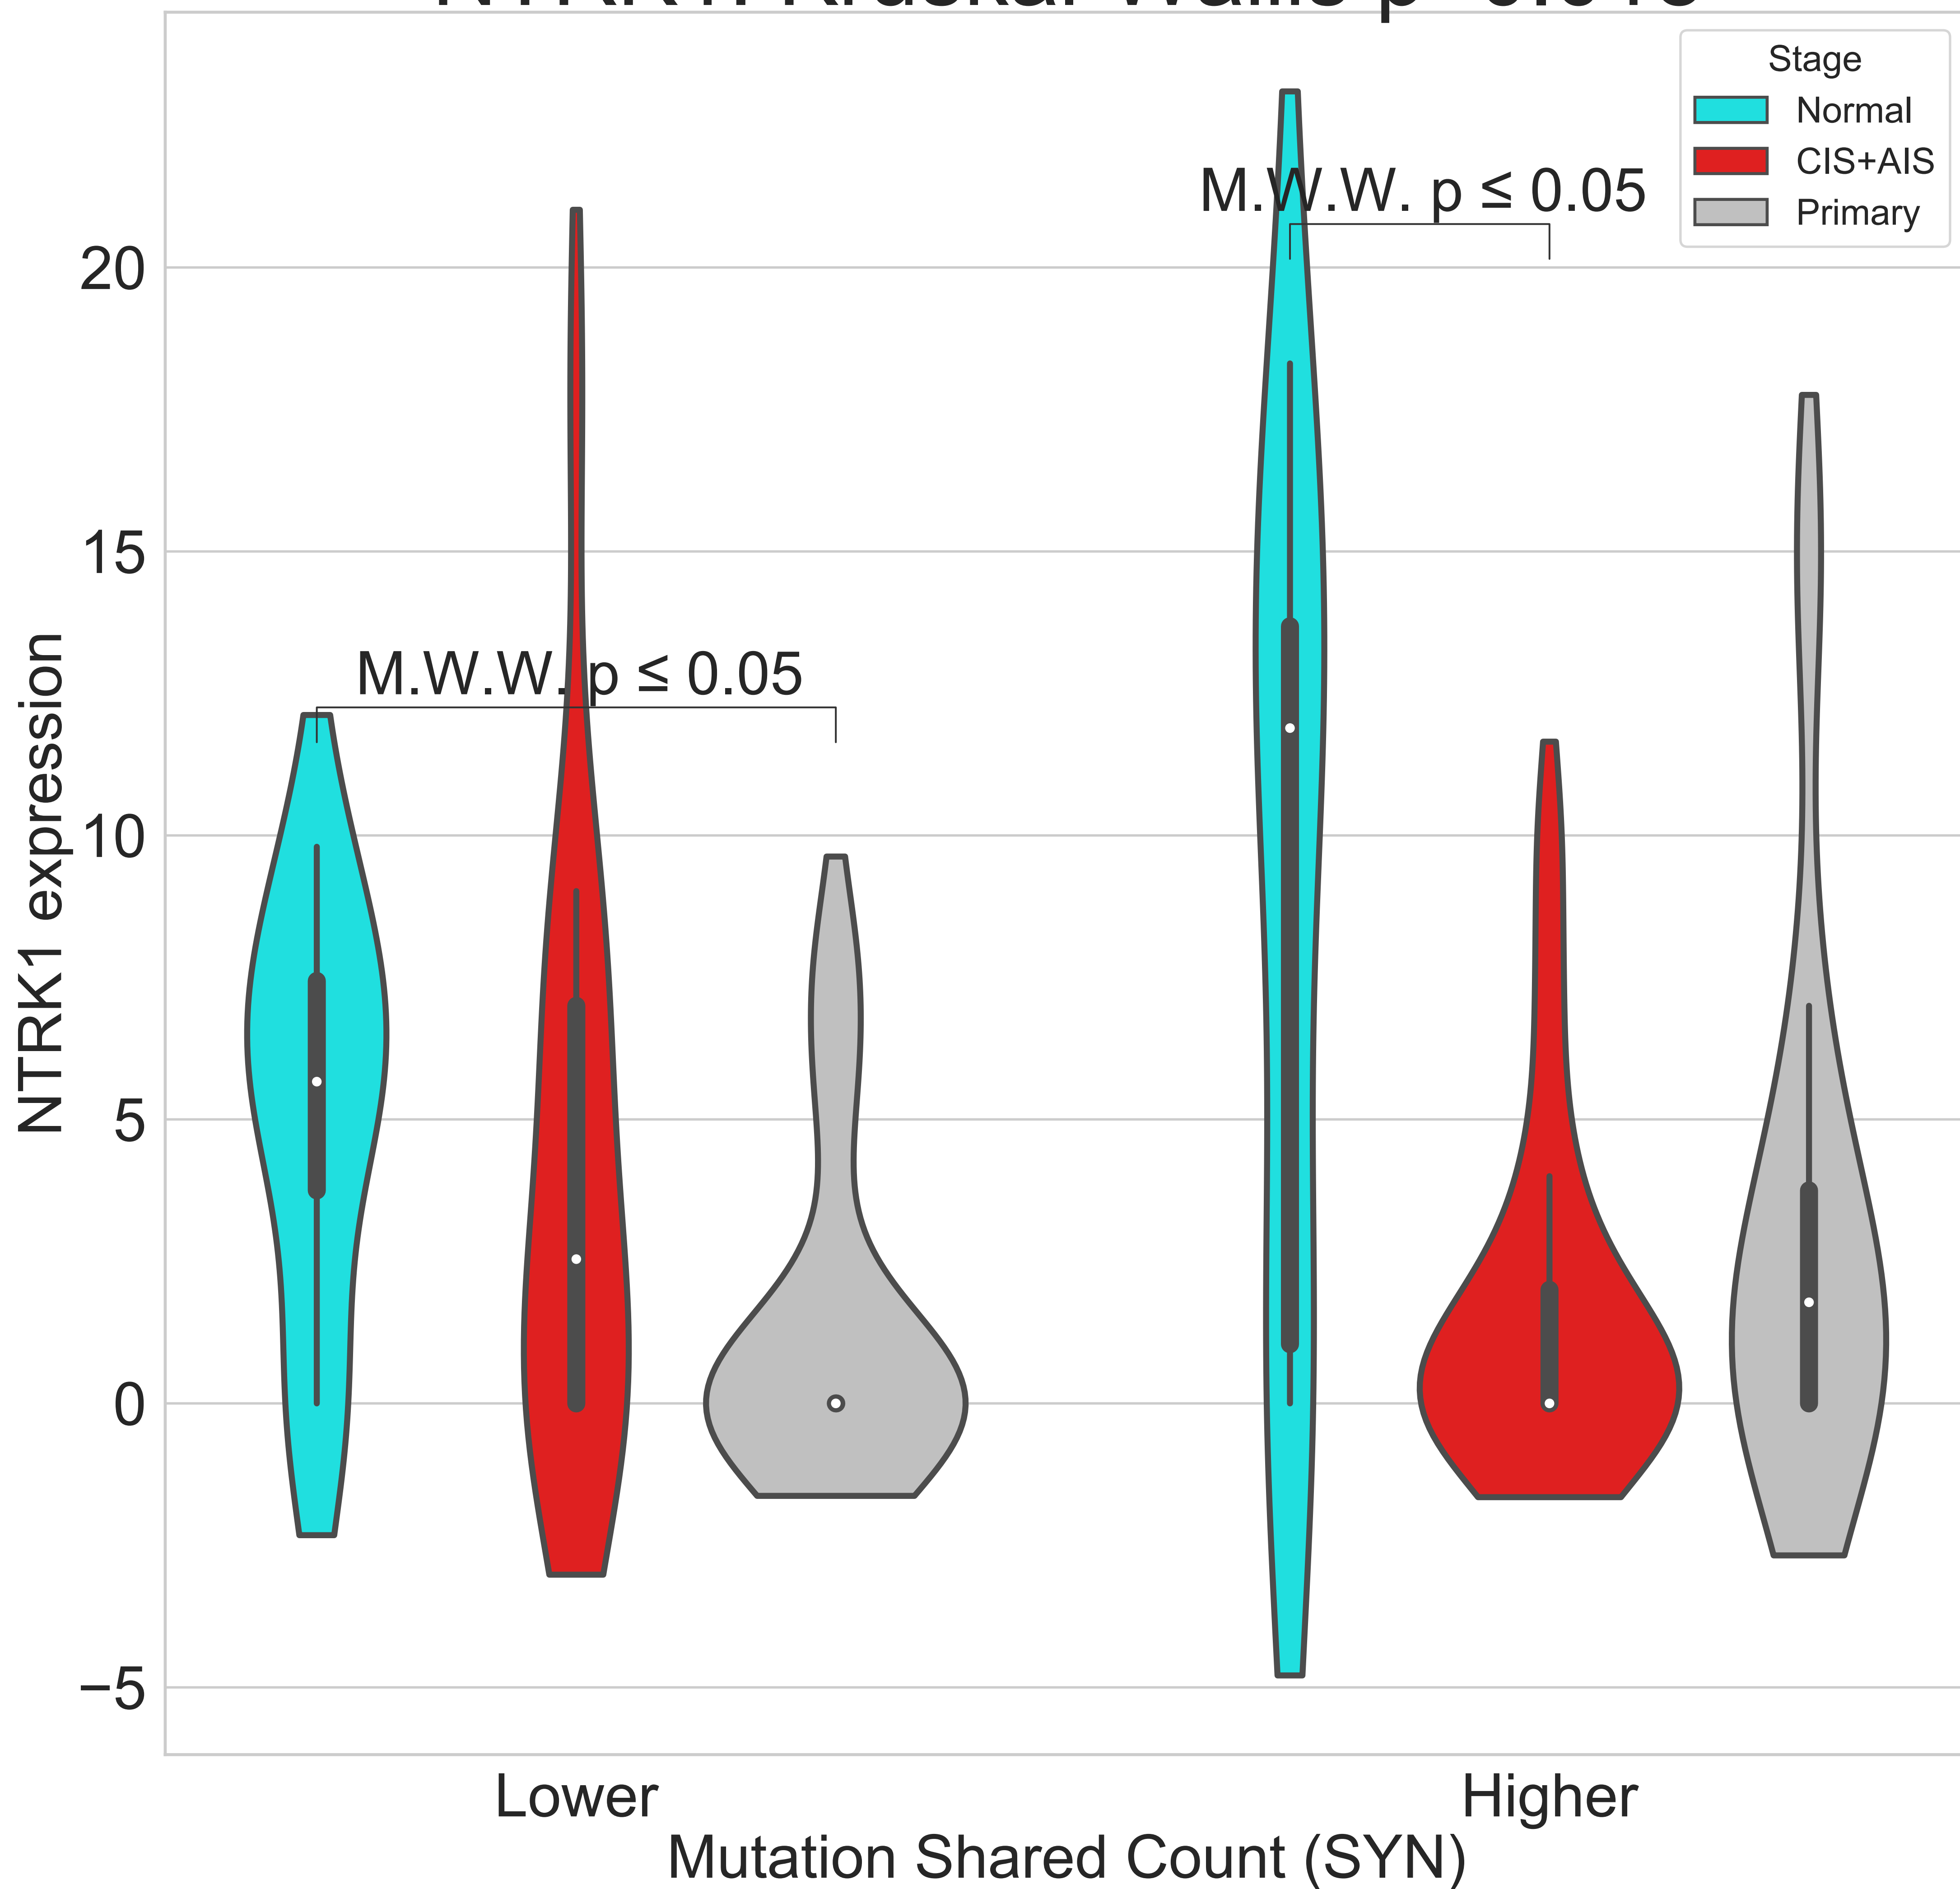 Stage
Normal
CIS+AIS
Primary
M.W.W. p ≤ 0.05
M.W.W. p ≤ 0.05
20
15
10
5
0
−5
NTRK1 expression
Lower
Higher
Mutation Shared Count (SYN)